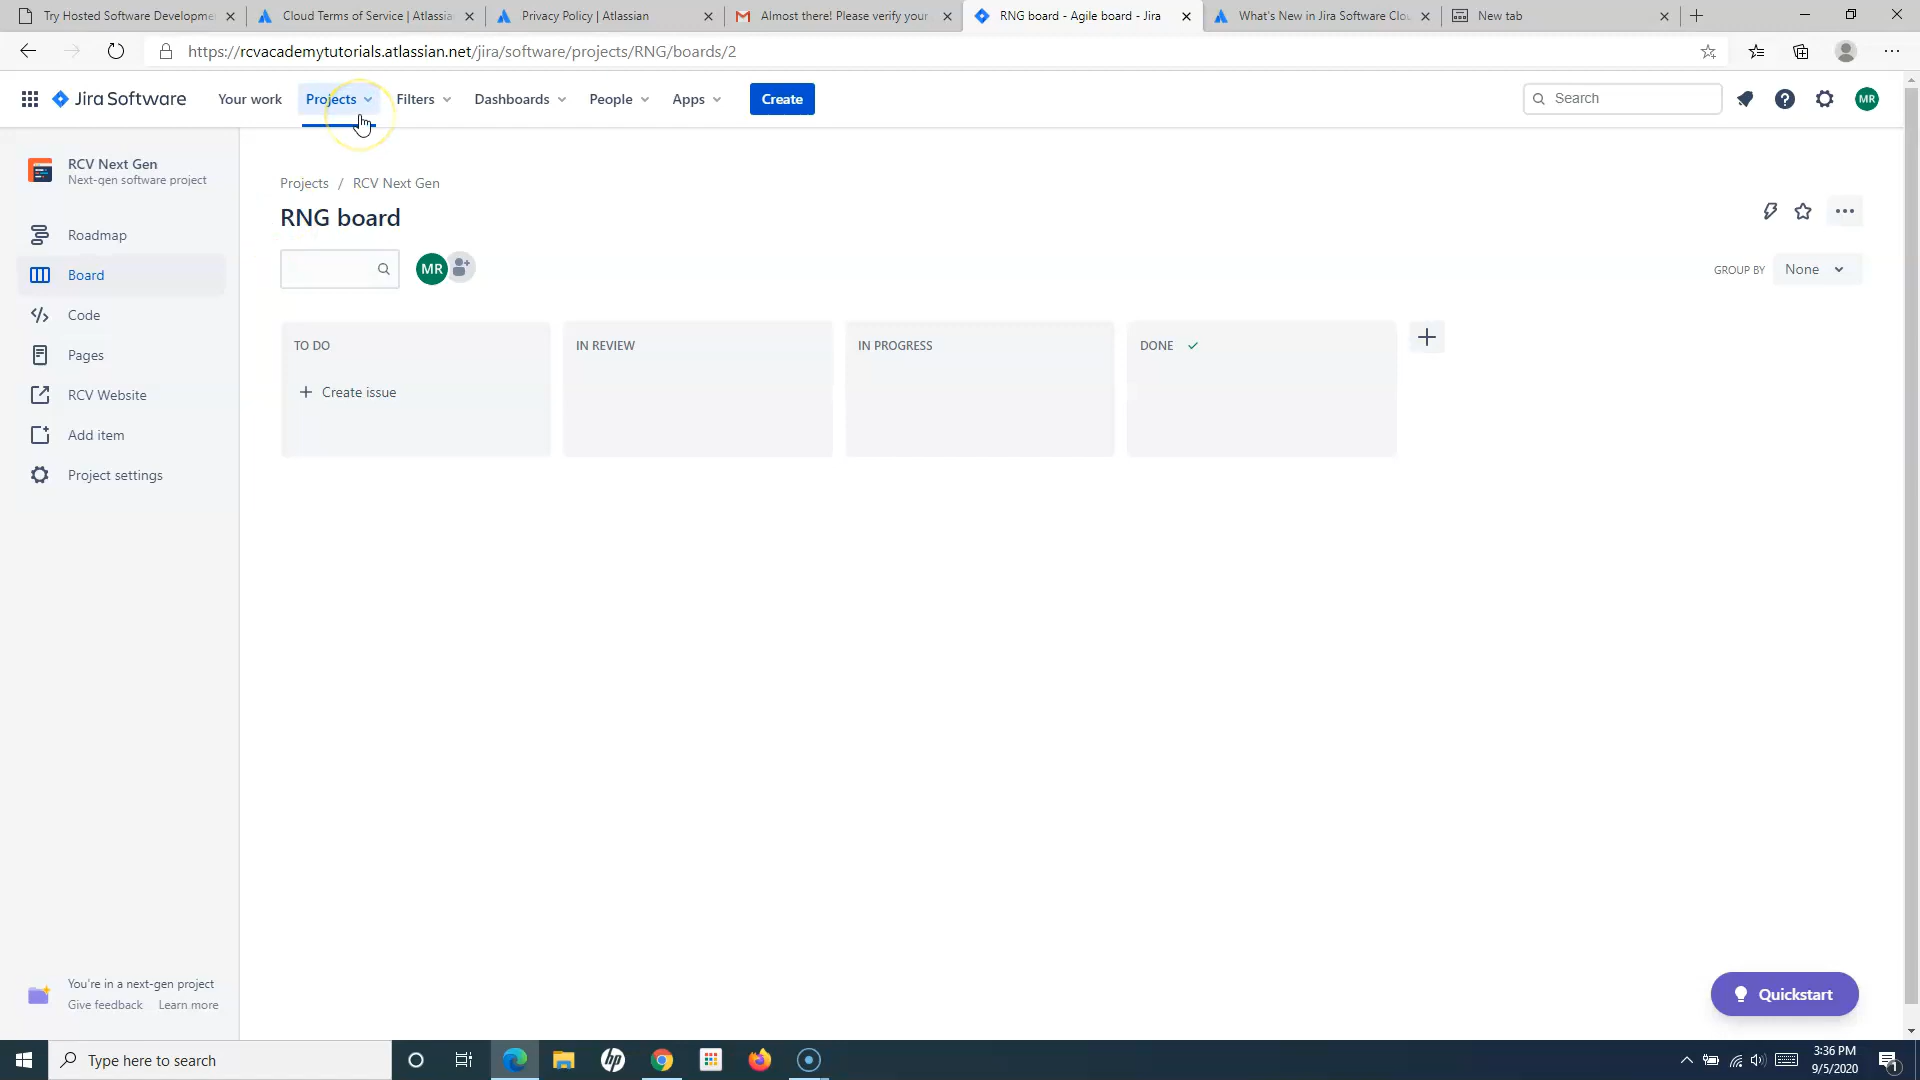 Try Hosted Software Developme
Cloud Terms of Service | Atlassia
Privacy Policy | Atlassian
Almost there! Please verify your
RNG board - Agile board - Jira
What's New in Jira Software Clou
New tab
https://rcvacademytutorials.atlassian.net/jira/software/projects/RNG/boards/2
Jira Software
Your work
Projects
Filters
Dashboards
People
Apps
Create
Search
MR
RCV Next Gen
Next-gen software project
Roadmap
Board
Code
Pages
RCV Website
Add item
Project settings
Projects / RCV Next Gen
RNG board
MR
GROUP BY
None
TO DO
Create issue
IN REVIEW
IN PROGRESS
DONE
You're in a next-gen project
Give feedback
Learn more
Quickstart
Type here to search
hp
3:36 PM
9/5/2020
1